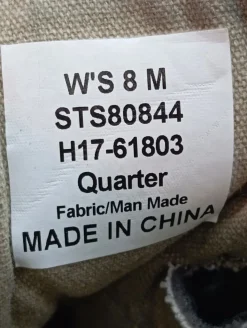 W'S 8 M
STS80844
H17-61803
Quarter
Fabric/Man Made
MADE IN CHINA